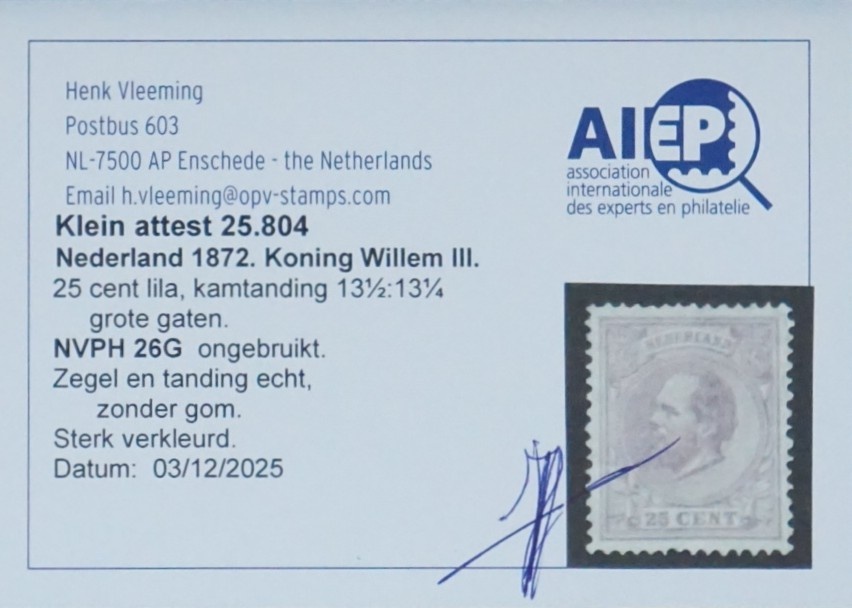 Henk Vleeming
Postbus 603
NL-7500 AP Enschede - the Netherlands
Email h.vleeming@opv-stamps.com
AIEP
association
internationale
des experts en philatelie
Klein attest 25.804
Nederland 1872. Koning Willem III.
25 cent lila, kamtanding 13½:13¼
grote gaten.
NVPH 26G ongebruikt.
Zegel en tanding echt,
zonder gom.
Sterk verkleurd.
Datum: 03/12/2025
NEDERLAND
25 CENT